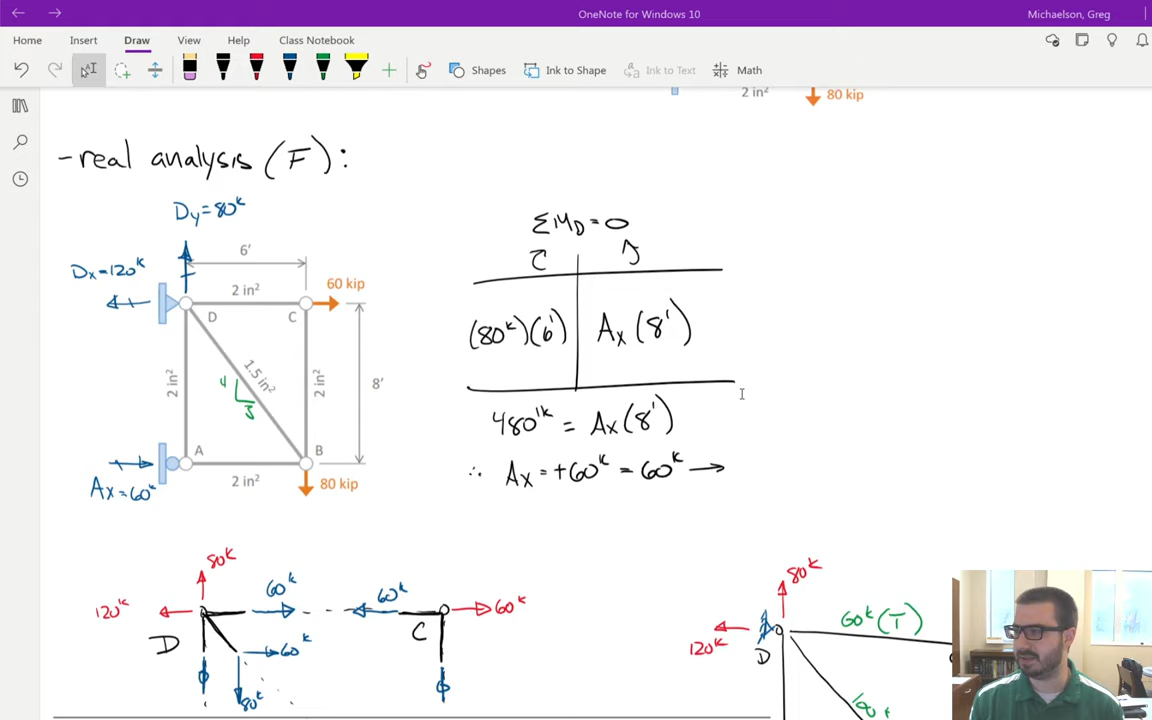 OneNote for Windows 10
Michaelson, Greg
Home Insert Draw View Help Class Notebook
Shapes Ink to Shape Ink to Text Math
2 in² 80 kip
-real analysis (F):
Dy=80k
Dx=120k
6'
2 in²
60 kip
D
C
2 in²
4
3
1.5 in²
2 in²
8'
A
B
2 in²
80 kip
Ax=60k
ΣMD=0
(80k)(6')
Ax(8')
480'k = Ax(8')
∴ Ax=+60k = 60k →
80k
120k
60k
D
60k
80k
60k
60k
C
80k
120k
D
60k (T)